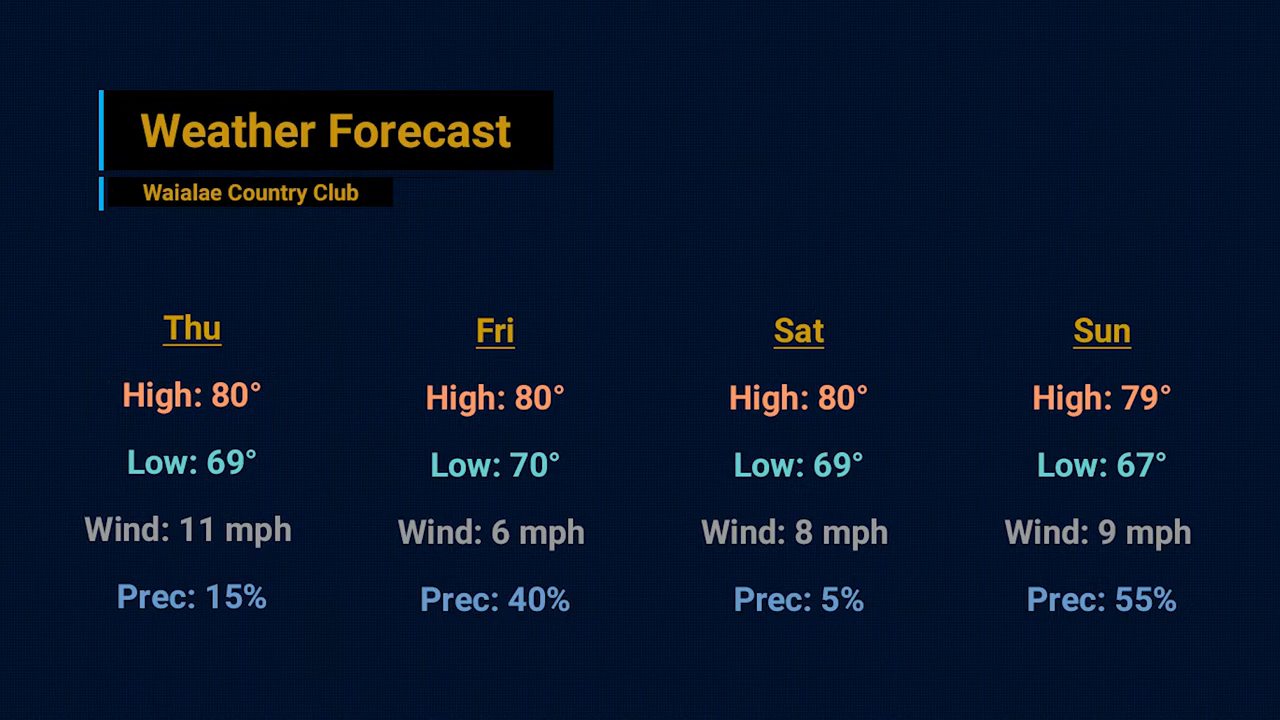 Weather Forecast
Waialae Country Club
Thu
High: 80°
Low: 69°
Wind: 11 mph
Prec: 15%
Fri
High: 80°
Low: 70°
Wind: 6 mph
Prec: 40%
Sat
High: 80°
Low: 69°
Wind: 8 mph
Prec: 5%
Sun
High: 79°
Low: 67°
Wind: 9 mph
Prec: 55%